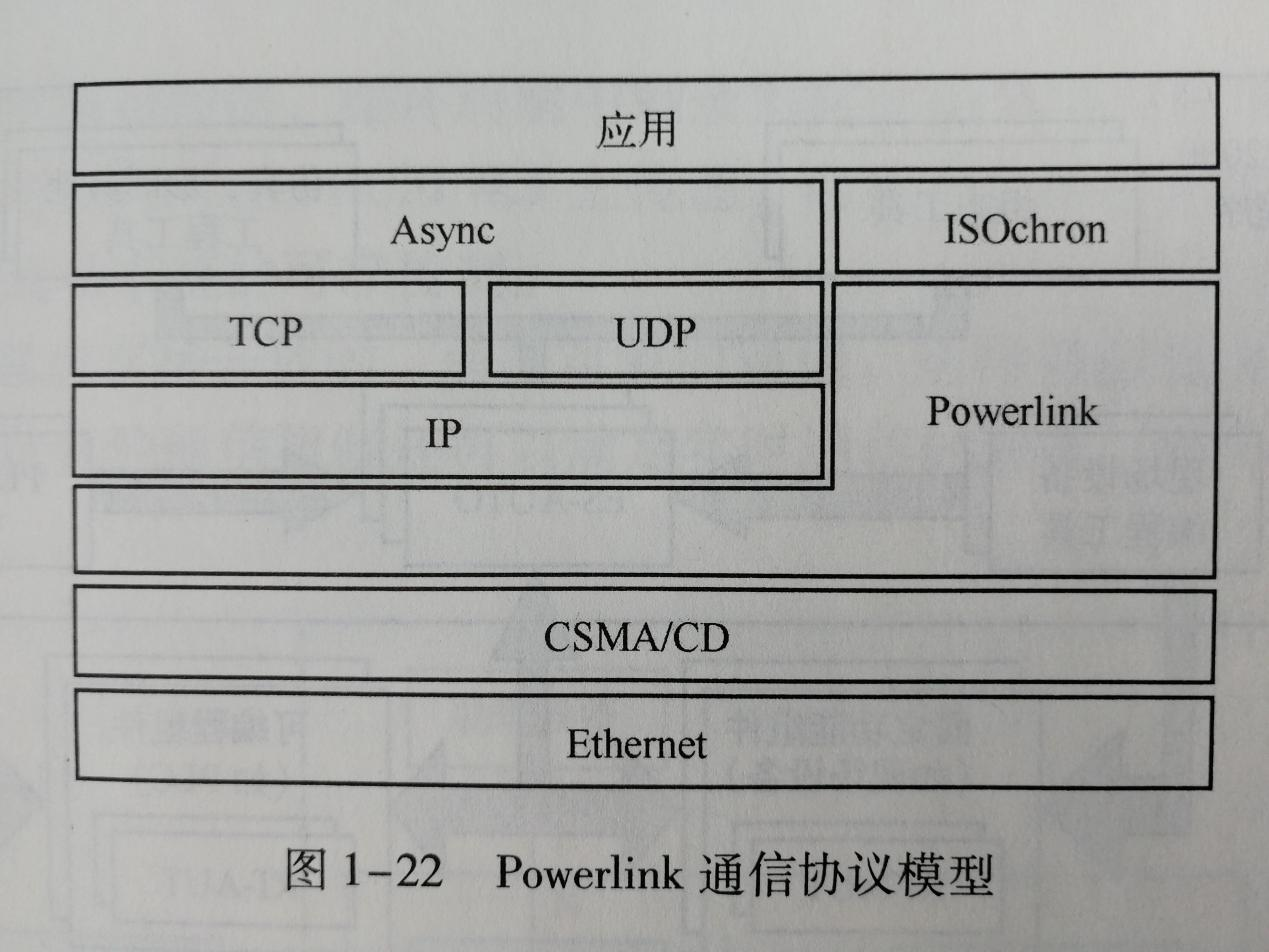 应用
Async
ISOchron
TCP
UDP
Powerlink
IP
CSMA/CD
Ethernet
图 1-22 Powerlink 通信协议模型